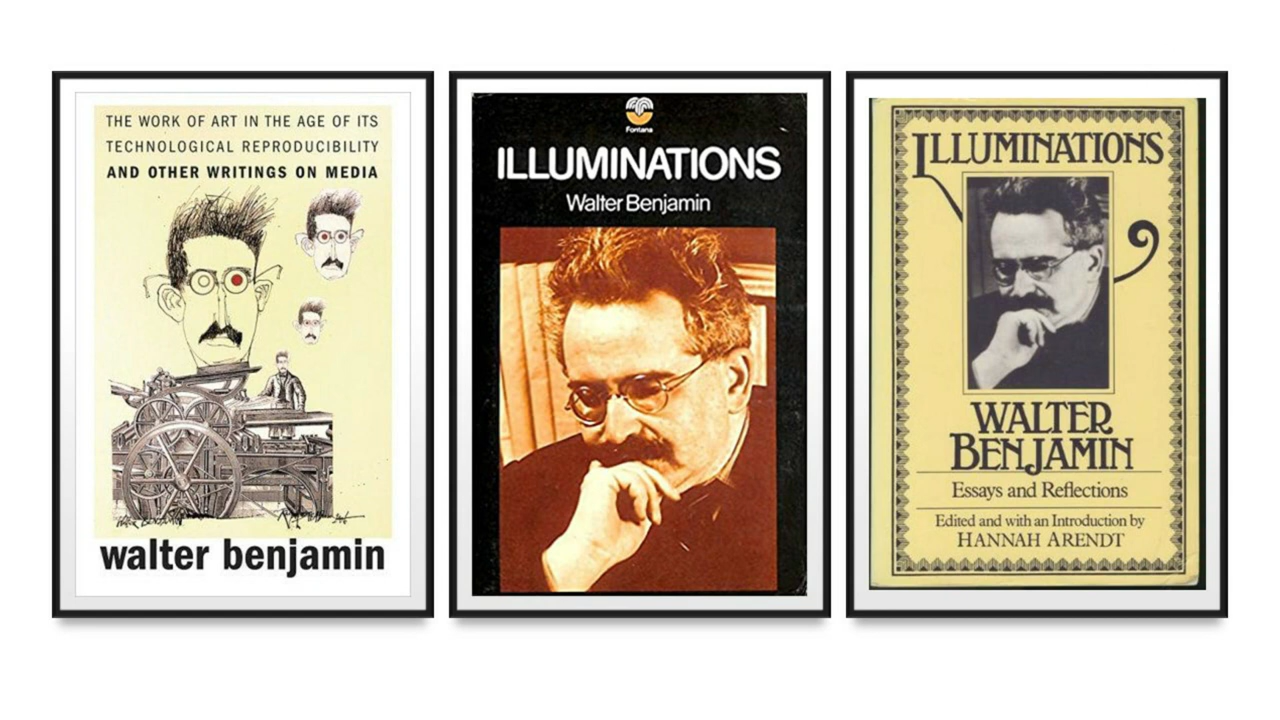 THE WORK OF ART IN THE AGE OF ITS
TECHNOLOGICAL REPRODUCIBILITY
AND OTHER WRITINGS ON MEDIA
walter benjamin
Fontana
ILLUMINATIONS
Walter Benjamin
ILLUMINATIONS
WALTER
BENJAMIN
Essays and Reflections
Edited and with an Introduction by
HANNAH ARENDT